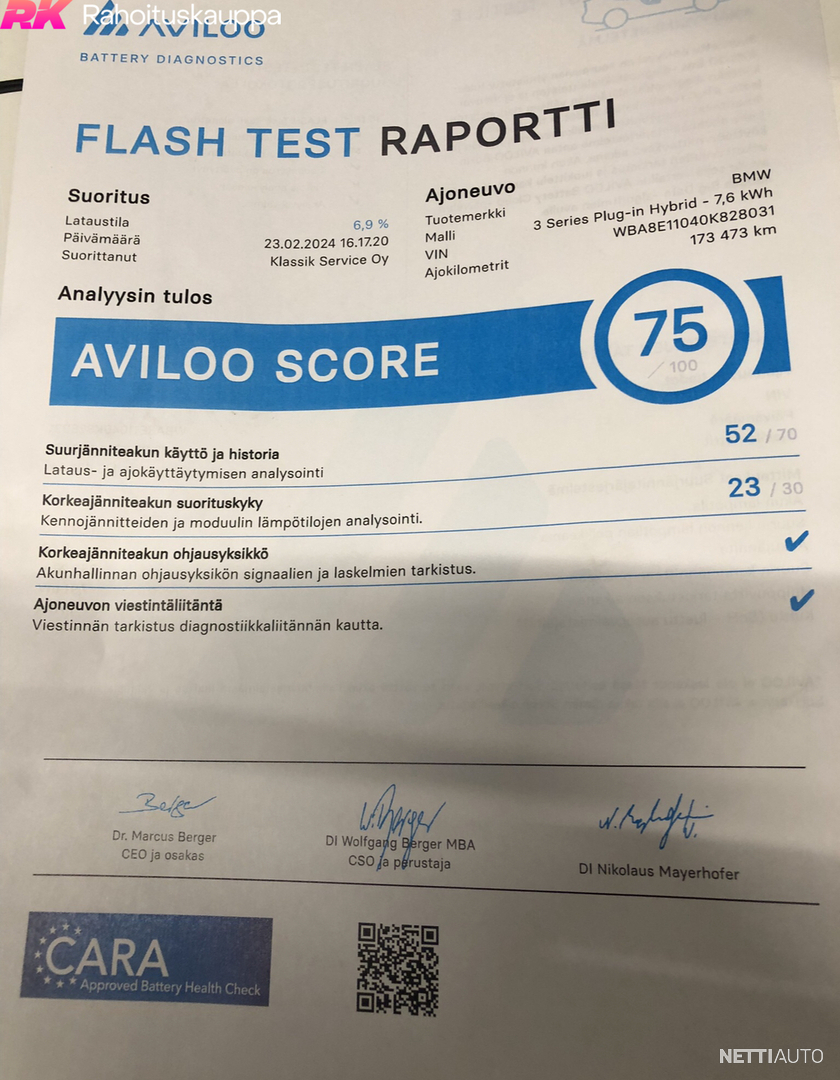 RK Rahoituskauppa
AVILOO
BATTERY DIAGNOSTICS
FLASH TEST RAPORTTI
Suoritus
Lataustila 6,9 %
Päivämäärä 23.02.2024 16.17.20
Suorittanut Klassik Service Oy
Ajoneuvo
Tuotemerkki BMW
Malli 3 Series Plug-in Hybrid - 7,6 kWh
VIN WBA8E11040K828031
Ajokilometrit 173 473 km
Analyysin tulos
AVILOO SCORE 75 / 100
Suurjänniteakun käyttö ja historia 52 / 70
Lataus- ja ajokäyttäytymisen analysointi
Korkeajänniteakun suorituskyky 23 / 30
Kennojännitteiden ja moduulin lämpötilojen analysointi.
Korkeajänniteakun ohjausyksikkö ✔
Akunhallinnan ohjausyksikön signaalien ja laskelmien tarkistus.
Ajoneuvon viestintäliitäntä ✔
Viestinnän tarkistus diagnostiikkaliitännän kautta.
Dr. Marcus Berger
CEO ja osakas
DI Wolfgang Berger MBA
CSO ja perustaja
DI Nikolaus Mayerhofer
CARA
Approved Battery Health Check
NETTIAUTO